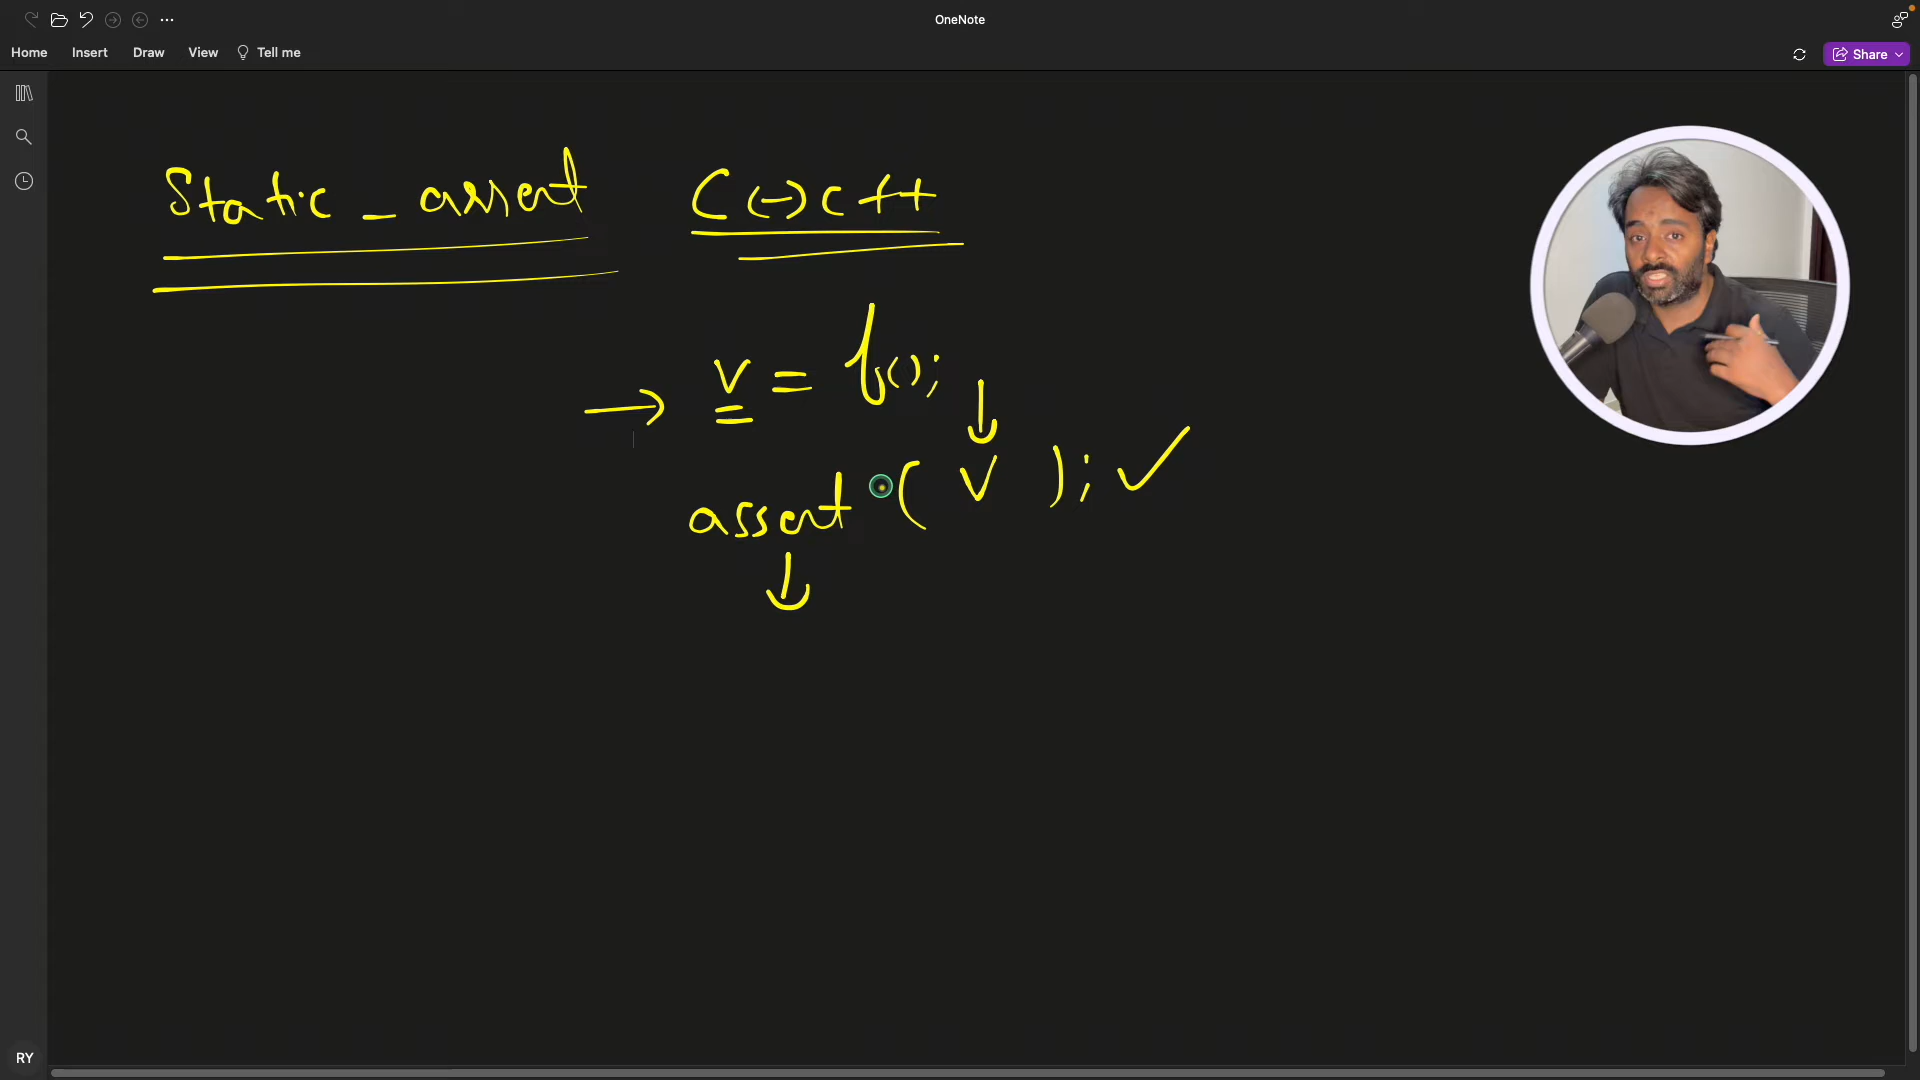 OneNote
Home Insert Draw View Tell me Share
Static_assert C(-)C++
V = f();
assert ( V );
RY